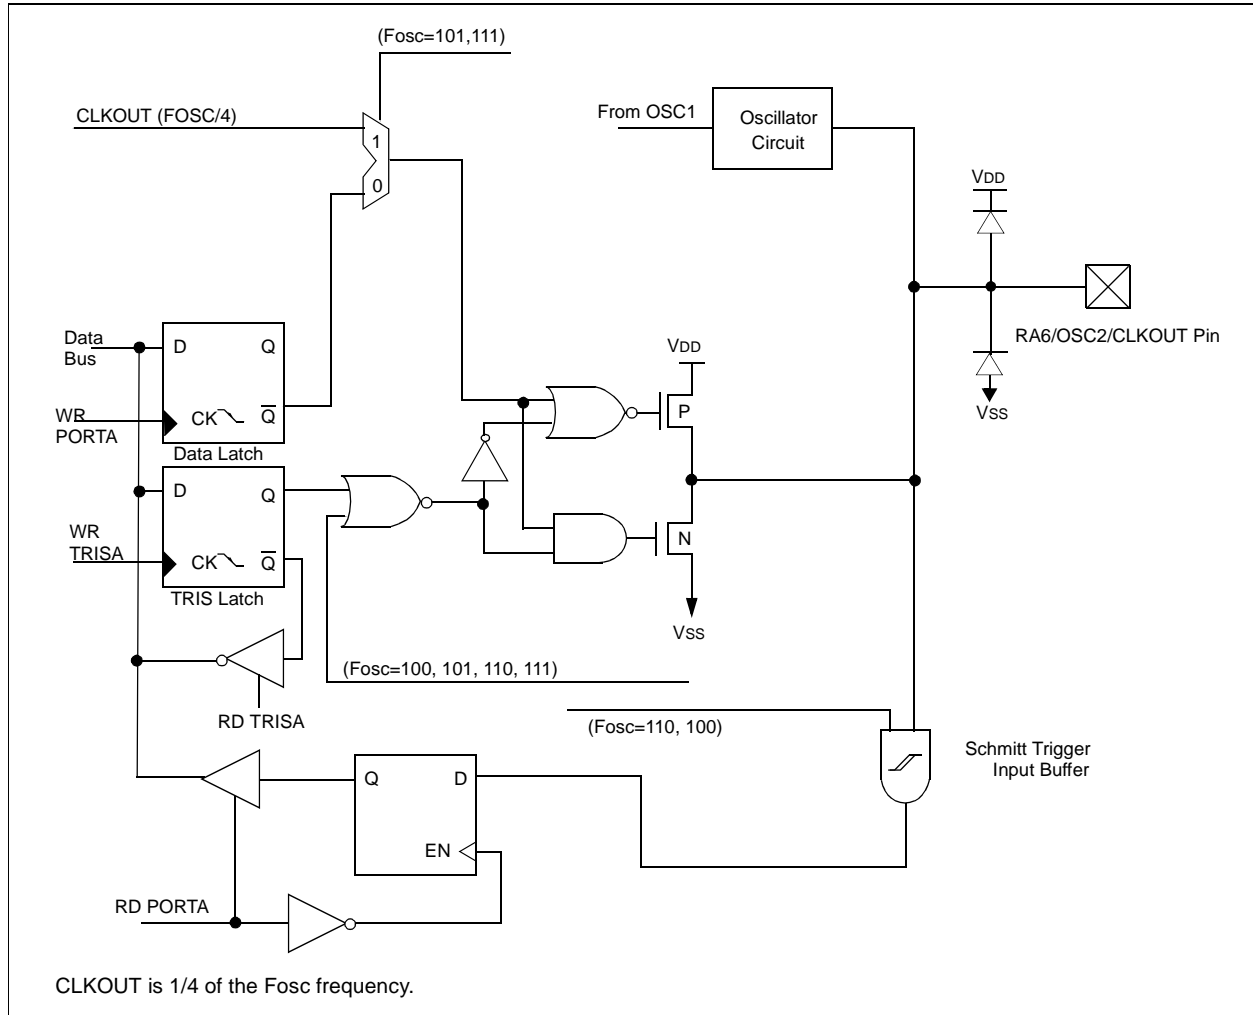 (Fosc=101,111)
CLKOUT (FOSC/4)
1
0
From OSC1
Oscillator
Circuit
VDD
RA6/OSC2/CLKOUT Pin
VSS
Data
Bus
D
Q
WR
PORTA
CK
Q
Data Latch
VDD
P
D
Q
WR
TRISA
CK
Q
TRIS Latch
N
VSS
(Fosc=100, 101, 110, 111)
RD TRISA
(Fosc=110, 100)
Schmitt Trigger
Input Buffer
Q
D
EN
RD PORTA
CLKOUT is 1/4 of the Fosc frequency.